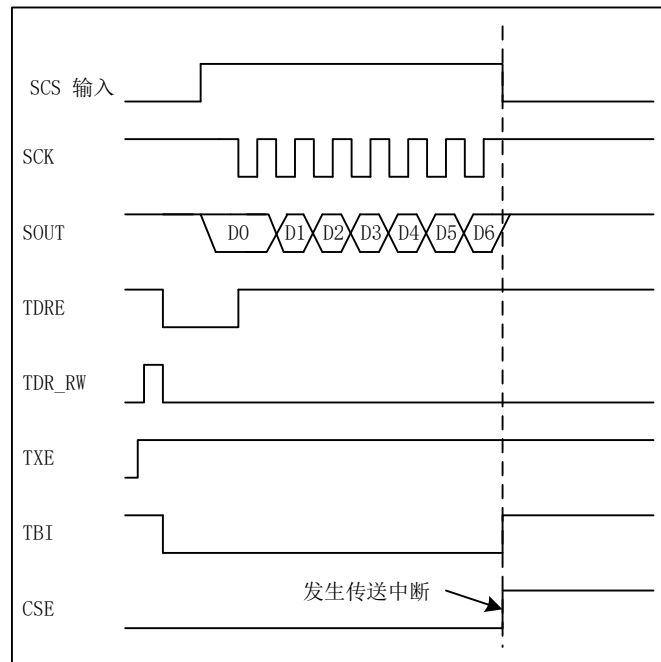 SCS 输入
SCK
SOUT
D0 D1 D2 D3 D4 D5 D6
TDRE
TDR_RW
TXE
TBI
发生传送中断
CSE